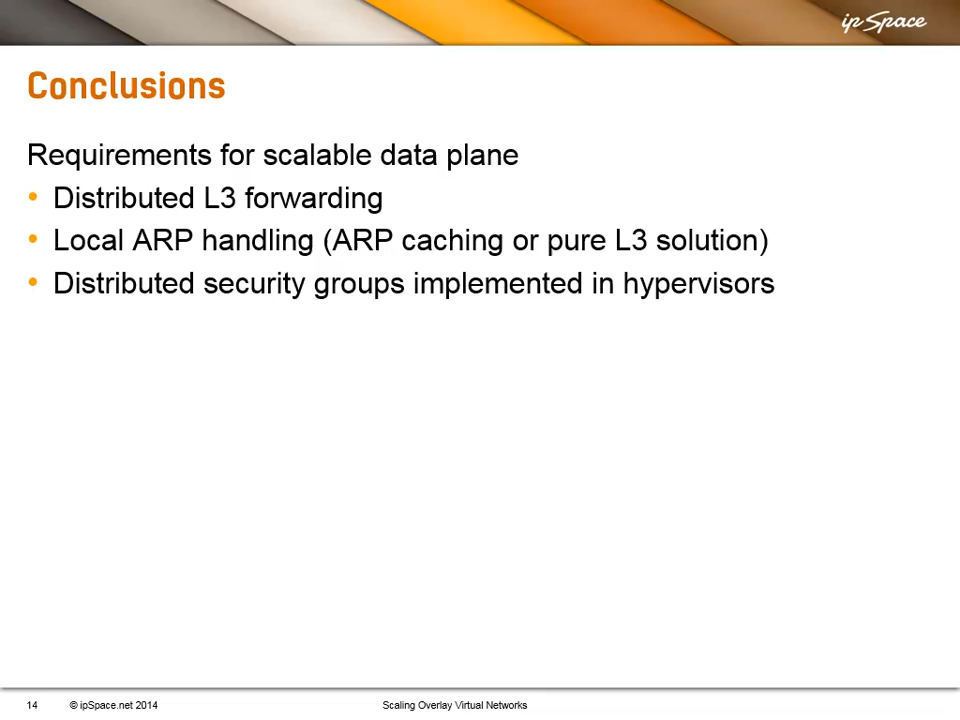 ipSpace
Conclusions
Requirements for scalable data plane
• Distributed L3 forwarding
• Local ARP handling (ARP caching or pure L3 solution)
• Distributed security groups implemented in hypervisors
14 © ipSpace.net 2014 Scaling Overlay Virtual Networks